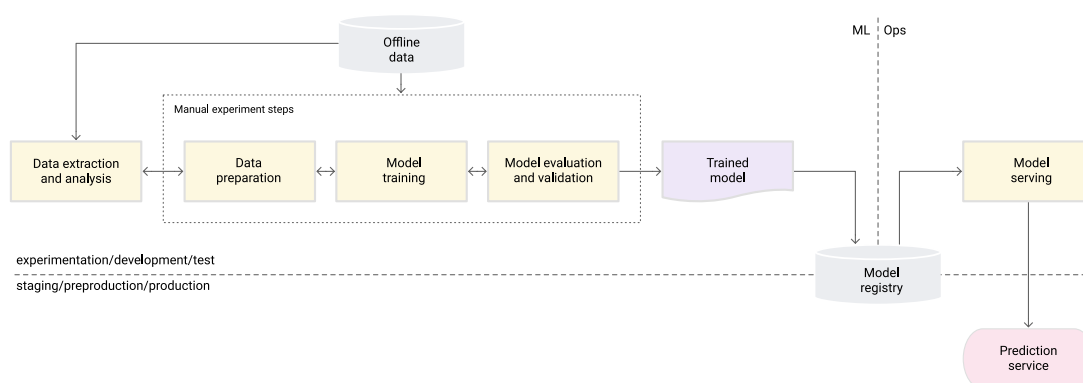 Offline
data
ML
Ops
Manual experiment steps
Data extraction
and analysis
Data
preparation
Model
training
Model evaluation
and validation
Trained
model
Model
serving
experimentation/development/test
staging/preproduction/production
Model
registry
Prediction
service